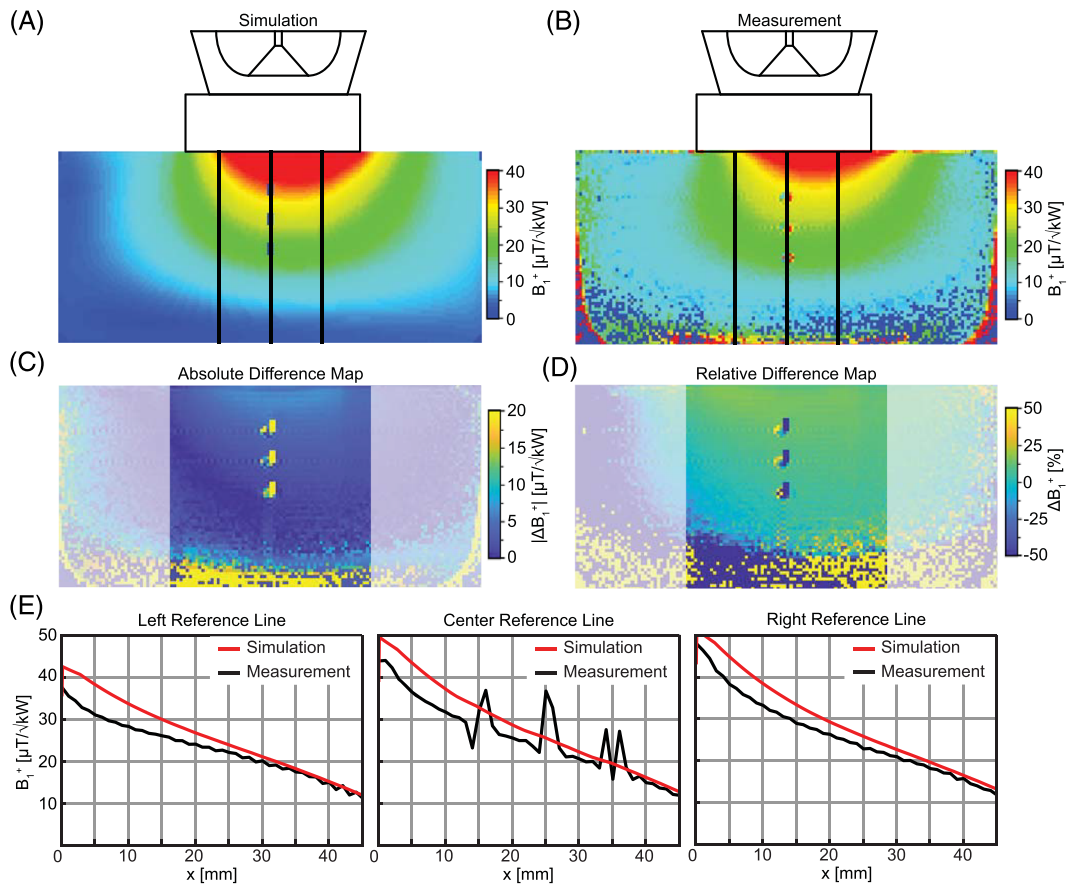 (A)
Simulation
(B)
Measurement
40
30
20
10
0
B₁⁺ [µT/√kW]
40
30
20
10
0
B₁⁺ [µT/√kW]
(C)
Absolute Difference Map
(D)
Relative Difference Map
20
15
10
5
0
|ΔB₁⁺| [µT/√kW]
50
25
0
-25
-50
ΔB₁⁺ [%]
(E)
Left Reference Line
Center Reference Line
Right Reference Line
50
40
30
20
10
B₁⁺ [µT/√kW]
Simulation
Measurement
0 10 20 30 40
x [mm]
Simulation
Measurement
0 10 20 30 40
x [mm]
Simulation
Measurement
0 10 20 30 40
x [mm]